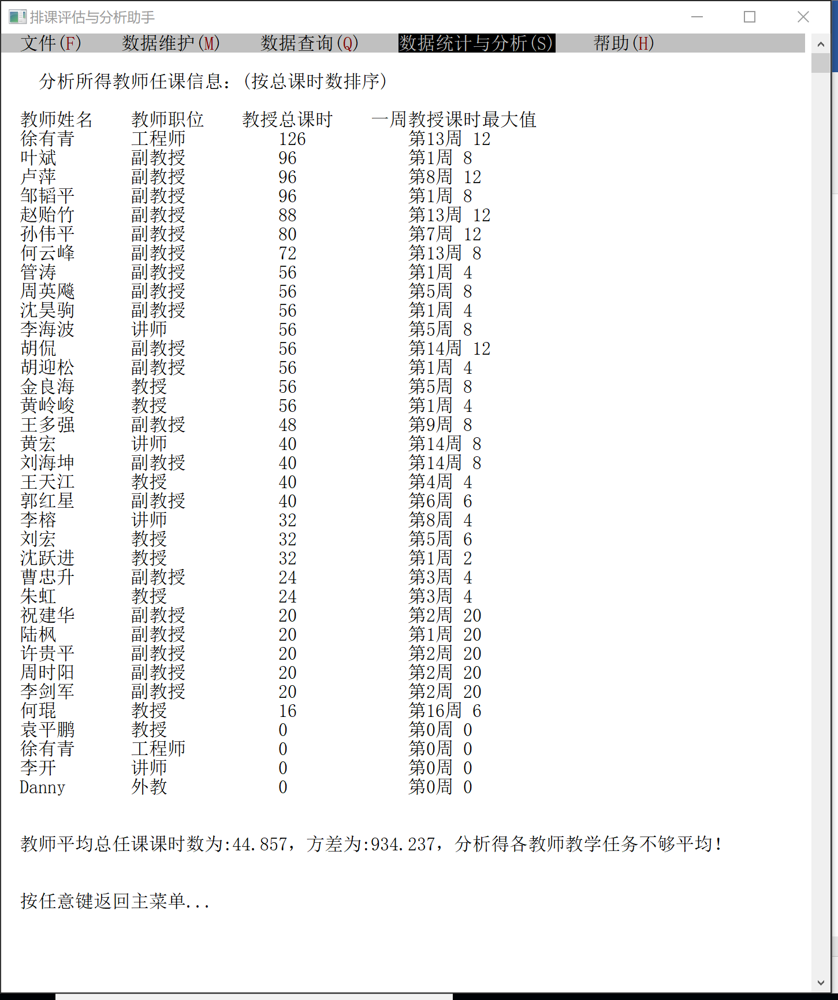 排课评估与分析助手
文件(F) 数据维护(M) 数据查询(Q) 数据统计与分析(S) 帮助(H)
分析所得教师任课信息：(按总课时数排序)
教师姓名 教师职位 教授总课时 一周教授课时最大值
徐有青 工程师 126 第13周 12
叶斌 副教授 96 第1周 8
卢萍 副教授 96 第8周 12
邹韬平 副教授 96 第1周 8
赵贻竹 副教授 88 第13周 12
孙伟平 副教授 80 第7周 12
何云峰 副教授 72 第13周 8
管涛 副教授 56 第1周 4
周英飚 副教授 56 第5周 8
沈昊驹 副教授 56 第1周 4
李海波 讲师 56 第5周 8
胡侃 副教授 56 第14周 12
胡迎松 副教授 56 第1周 4
金良海 教授 56 第5周 8
黄岭峻 教授 56 第1周 4
王多强 副教授 48 第9周 8
黄宏 讲师 40 第14周 8
刘海坤 副教授 40 第14周 8
王天江 教授 40 第4周 4
郭红星 副教授 40 第6周 6
李榕 讲师 32 第8周 4
刘宏 教授 32 第5周 6
沈跃进 教授 32 第1周 2
曹忠升 副教授 24 第3周 4
朱虹 教授 24 第3周 4
祝建华 副教授 20 第2周 20
陆枫 副教授 20 第1周 20
许贵平 副教授 20 第2周 20
周时阳 副教授 20 第2周 20
李剑军 副教授 20 第2周 20
何琨 教授 16 第16周 6
袁平鹏 教授 0 第0周 0
徐有青 工程师 0 第0周 0
李开 讲师 0 第0周 0
Danny 外教 0 第0周 0
教师平均总任课课时数为:44.857，方差为:934.237，分析得各教师教学任务不够平均！
按任意键返回主菜单...